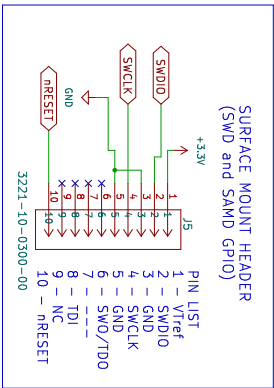 SURFACE MOUNT HEADER
(SWD and SAMD GPIO)
+3.3V
SWDIO
SWCLK
GND
nRESET
1
2
3
4
5
6
7
8
9
10
1
2
3
4
5
6
7
8
9
10
J5
3221-10-0300-00
PIN LIST
1 - VTref
2 - SWDIO
3 - GND
4 - SWCLK
5 - GND
6 - SWO/TDO
7 - ---
8 - TDI
9 - NC
10 - nRESET